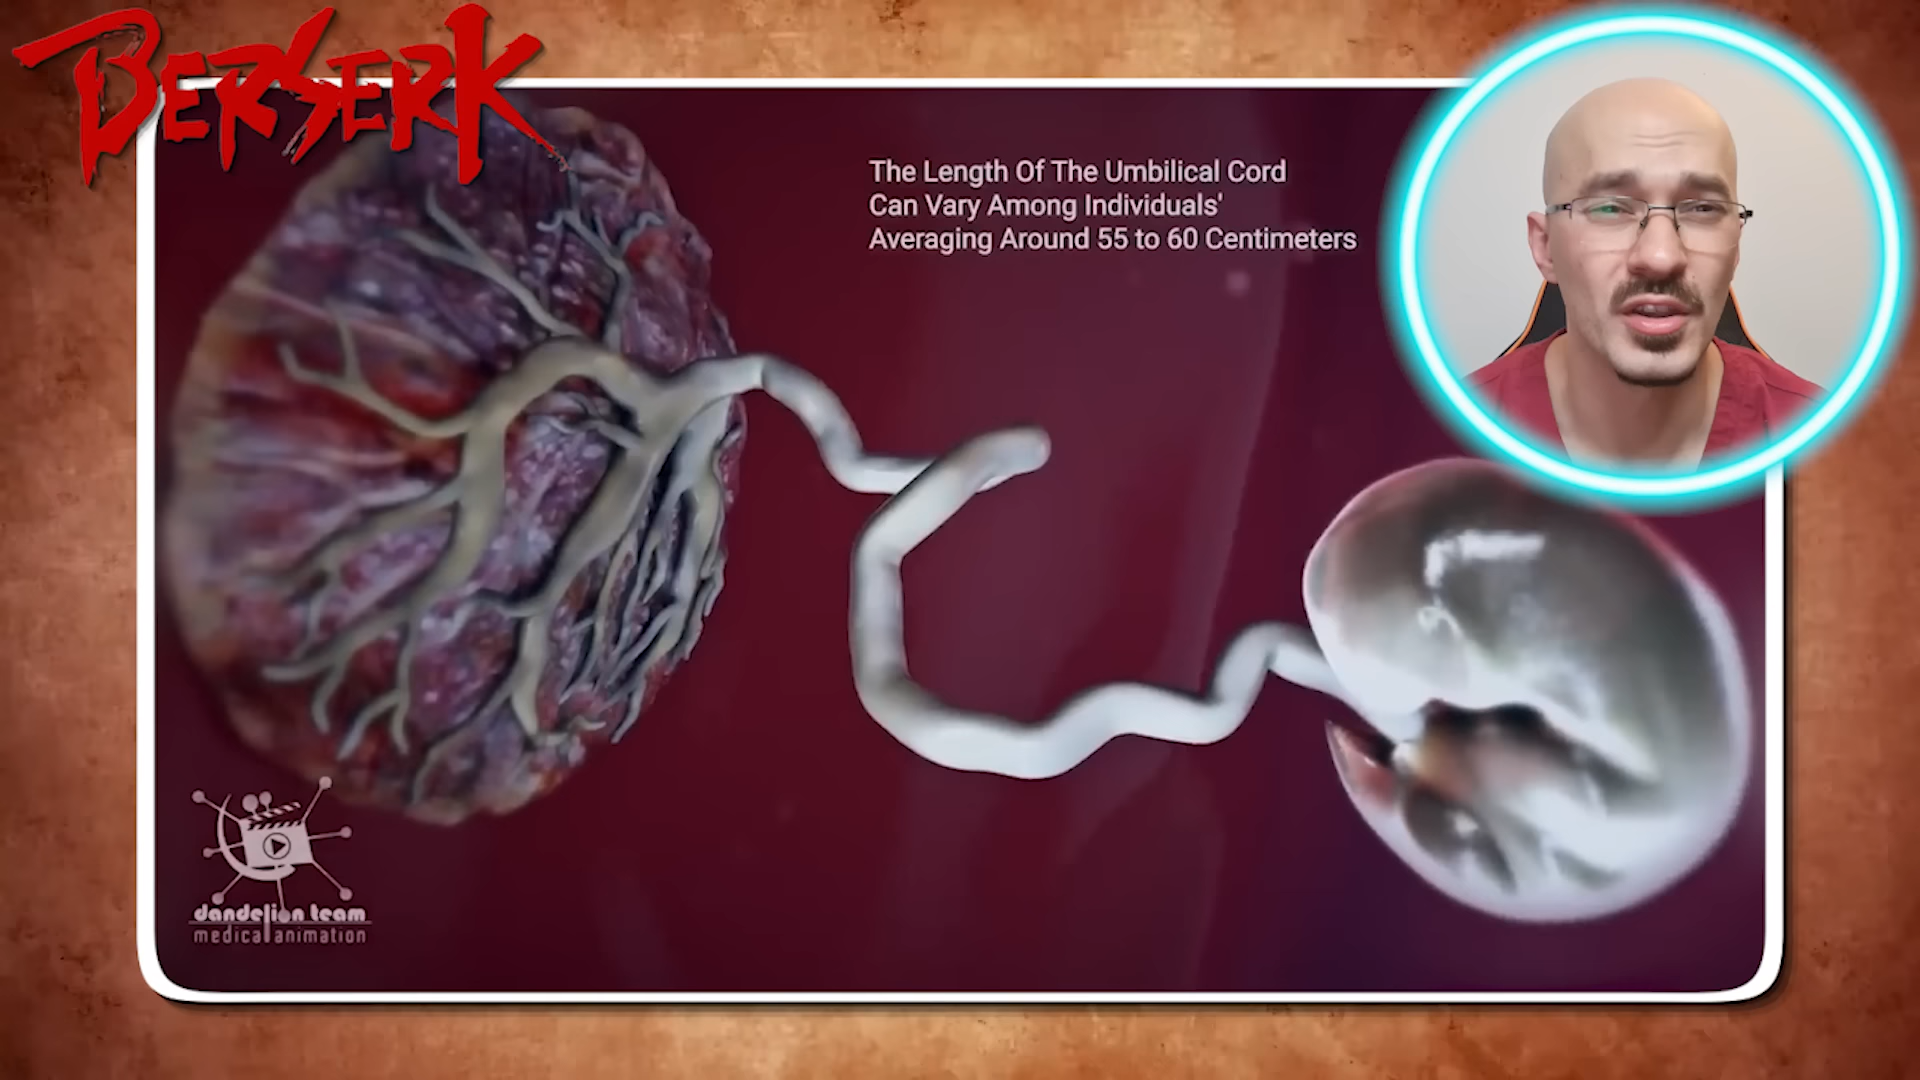 BERSERK
The Length Of The Umbilical Cord
Can Vary Among Individuals'
Averaging Around 55 to 60 Centimeters
dandelion team
medical animation